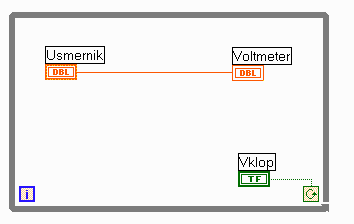 Usmernik
Voltmeter
DBL
DBL
Vklop
TF
i